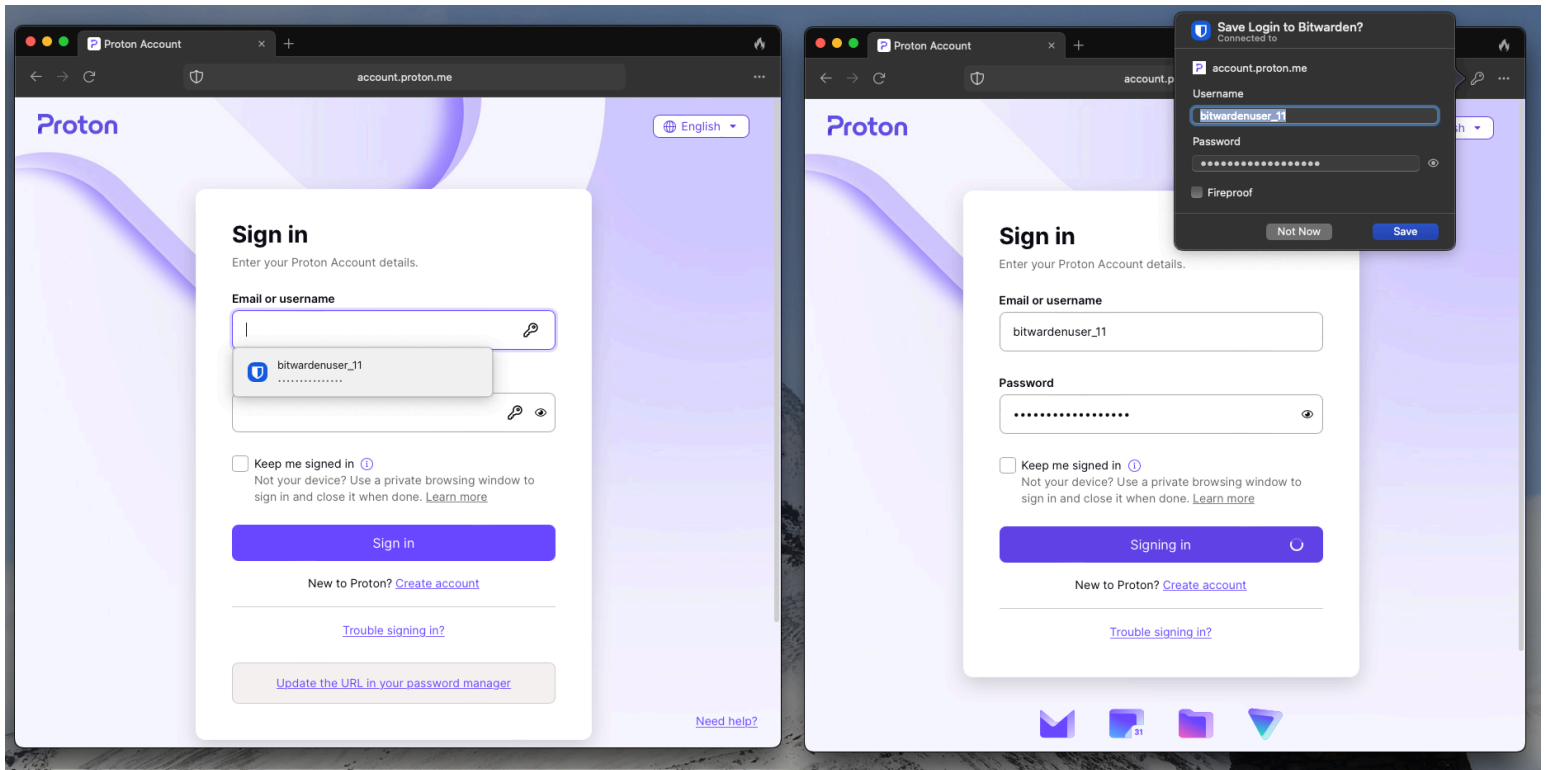 Proton Account
account.proton.me
Proton
English
Sign in
Enter your Proton Account details.
Email or username
bitwardenuser_11
Keep me signed in
Not your device? Use a private browsing window to
sign in and close it when done. Learn more
Sign in
New to Proton? Create account
Trouble signing in?
Update the URL in your password manager
Need help?
Proton Account
account.p
Proton
sh
Sign in
Enter your Proton Account details.
Email or username
bitwardenuser_11
Password
Keep me signed in
Not your device? Use a private browsing window to
sign in and close it when done. Learn more
Signing in
New to Proton? Create account
Trouble signing in?
31
Save Login to Bitwarden?
Connected to
account.proton.me
Username
bitwardenuser_11
Password
Fireproof
Not Now
Save